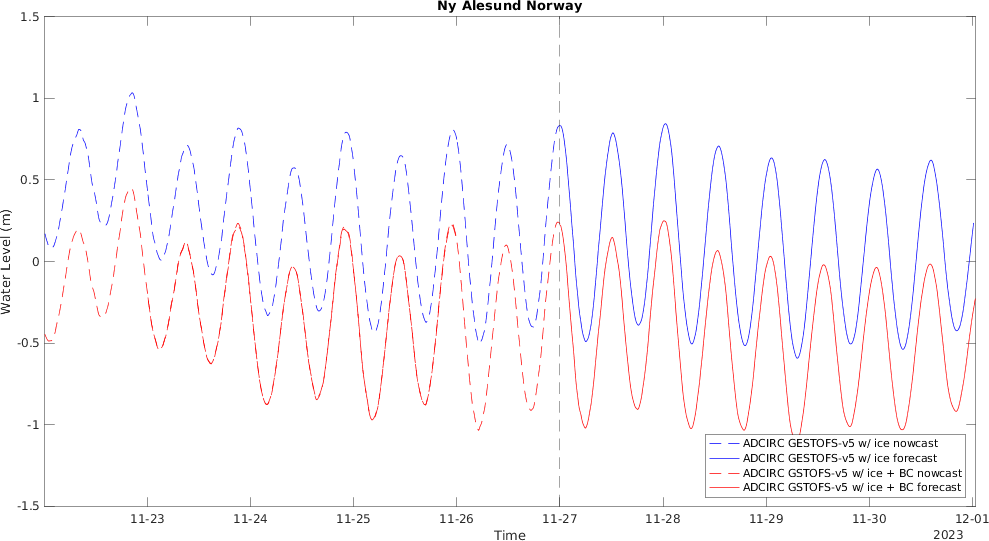 Ny Alesund Norway
1.5
1
0.5
0
-0.5
-1
-1.5
Water Level (m)
11-23 11-24 11-25 11-26 11-27 11-28 11-29 11-30 12-01
Time
2023
ADCIRC GESTOFS-v5 w/ ice nowcast
ADCIRC GESTOFS-v5 w/ ice forecast
ADCIRC GSTOFS-v5 w/ ice + BC nowcast
ADCIRC GSTOFS-v5 w/ ice + BC forecast